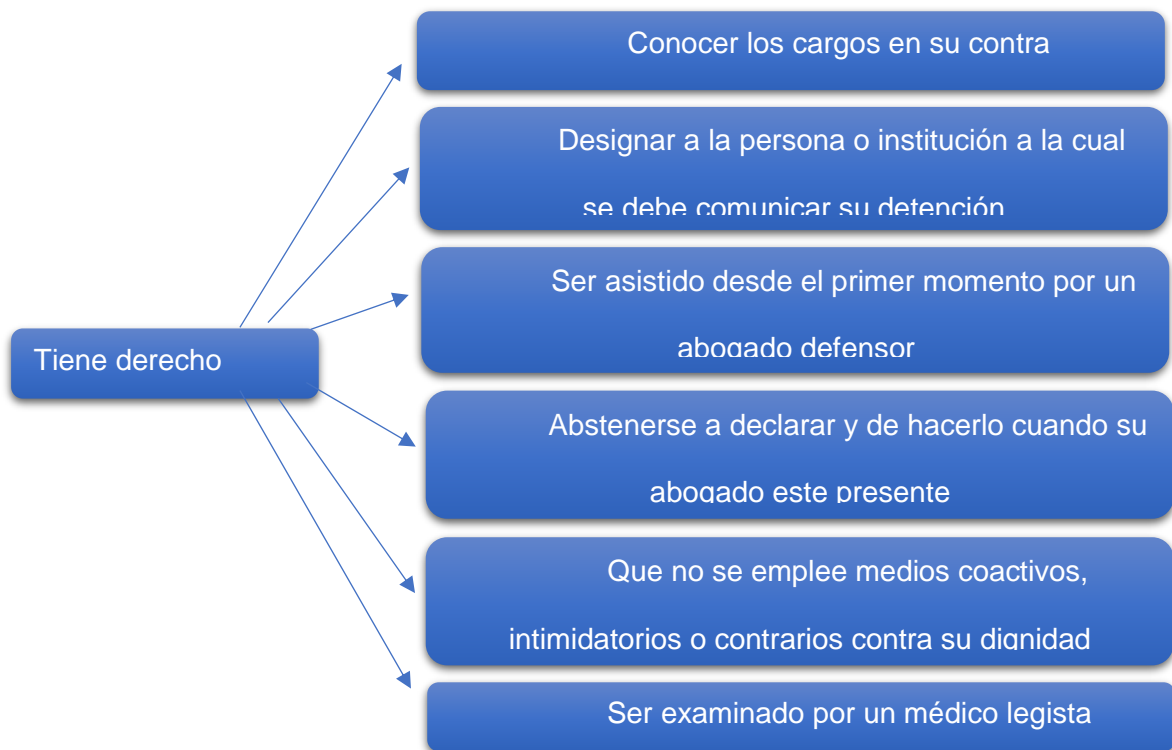 Conocer los cargos en su contra
Designar a la persona o institución a la cual
se debe comunicar su detención
Ser asistido desde el primer momento por un
abogado defensor
Tiene derecho
Abstenerse a declarar y de hacerlo cuando su
abogado este presente
Que no se emplee medios coactivos,
intimidatorios o contrarios contra su dignidad
Ser examinado por un médico legista